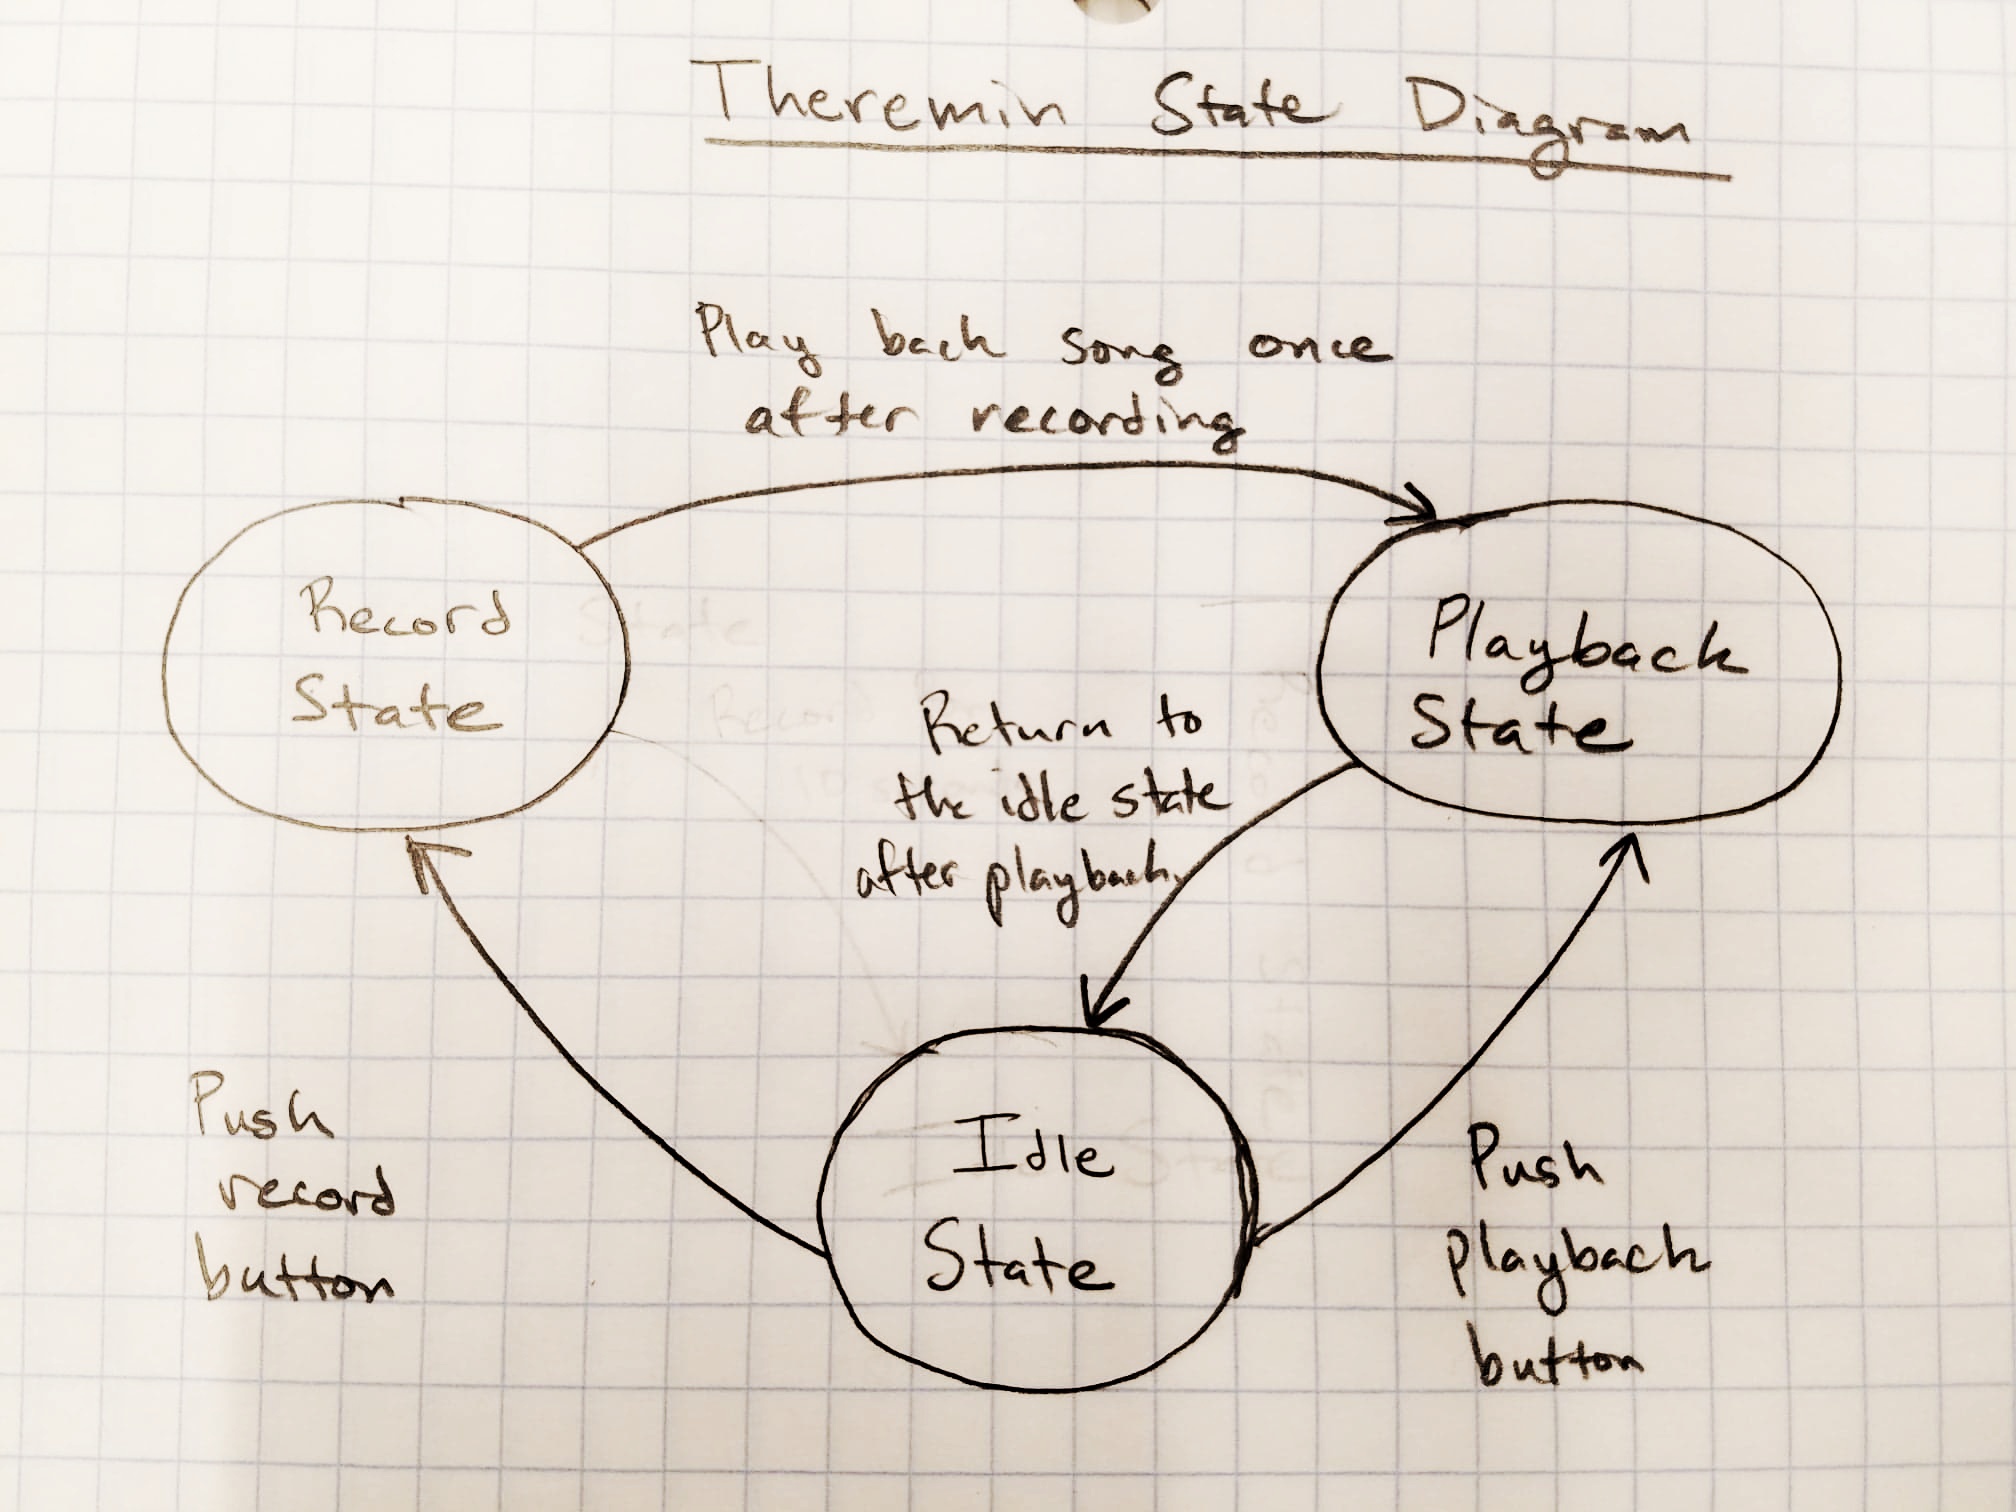 Theremin State Diagram
Play back song once
after recording
Record
State
Playback
State
Return to
the idle state
after playback
Idle
State
Push
record
button
Push
playback
button